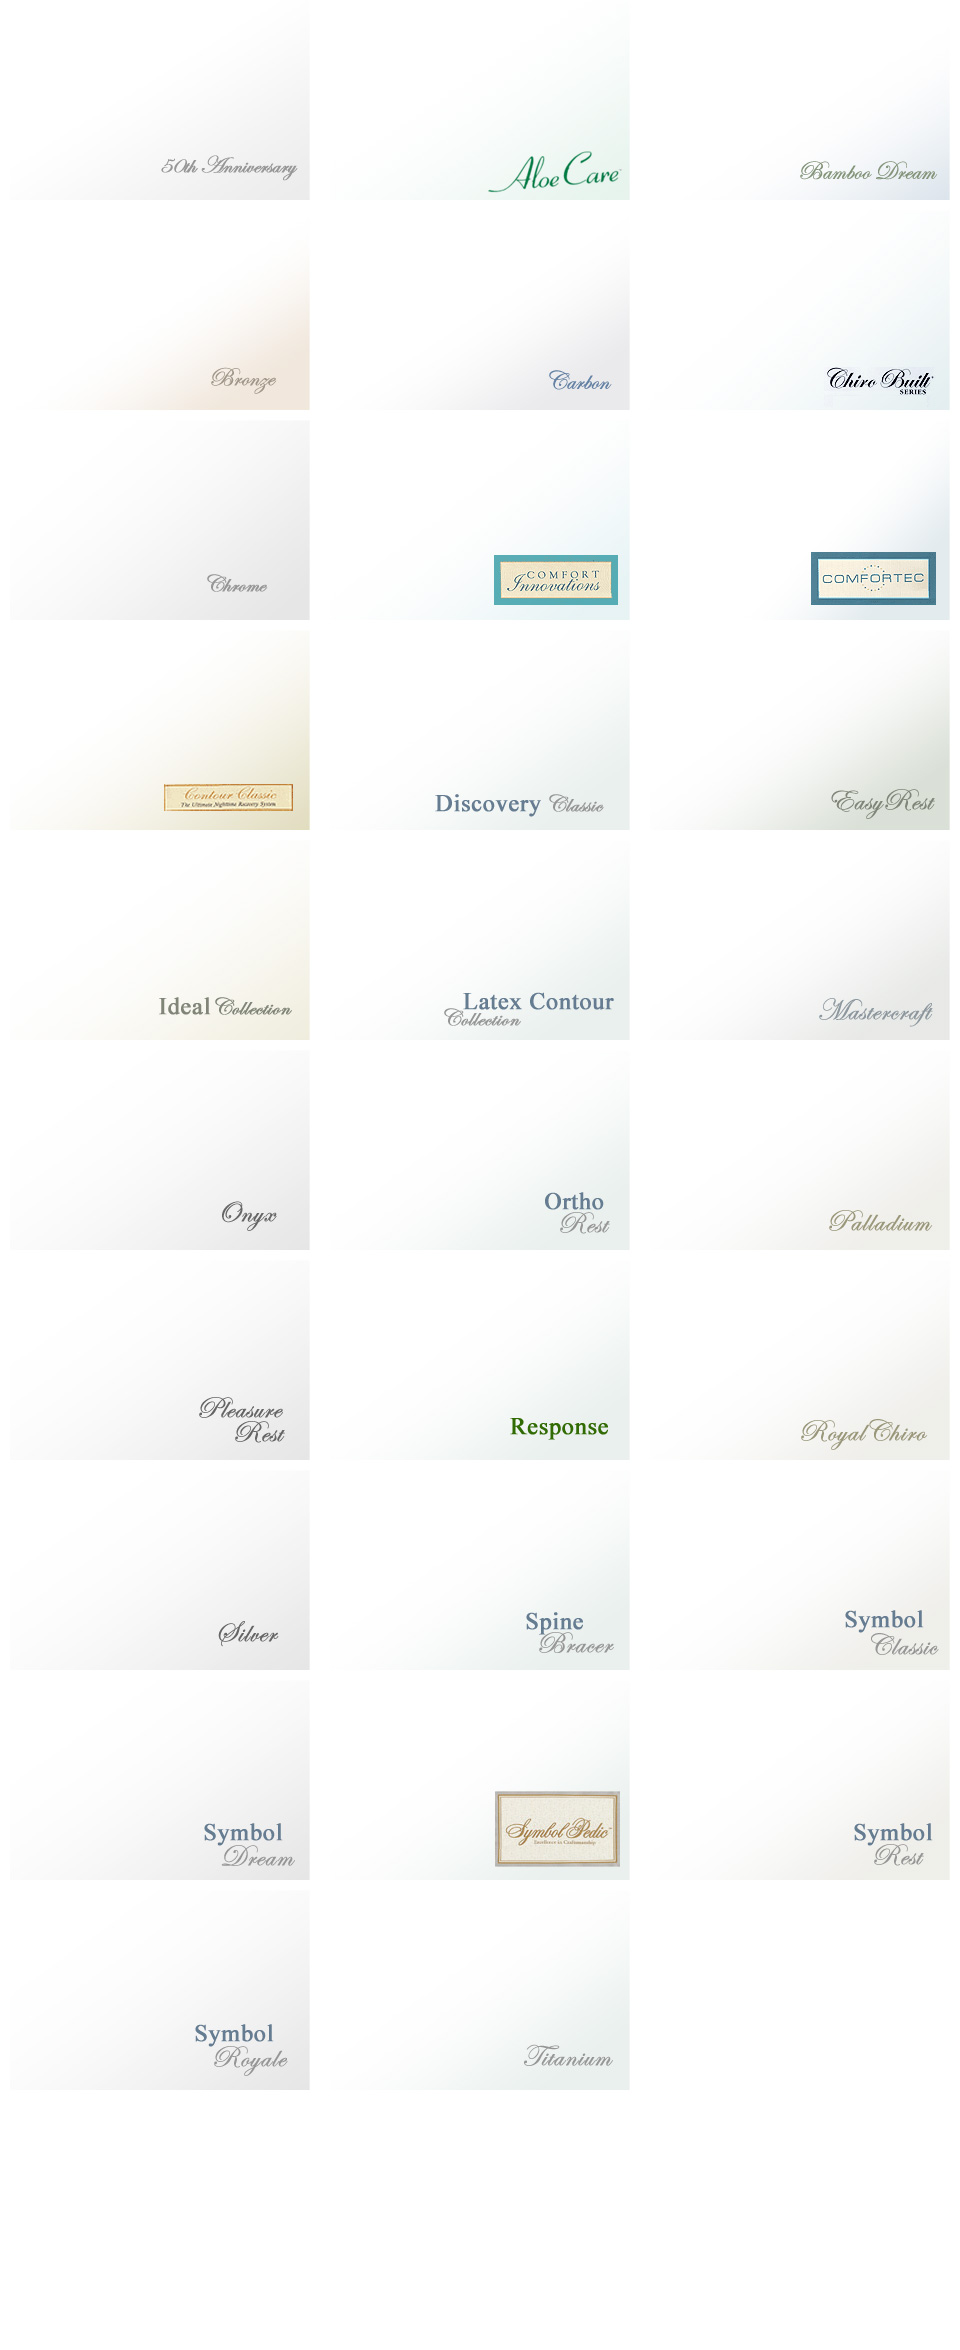 50th Anniversary
Aloe Care
Bamboo Dream
Bronze
Carbon
Chiro Built
SERIES
Chrome
COMFORT
Innovations
COMFORTEC
Contour Classic
The Ultimate Nighttime Recovery System
Discovery Classic
Easy Rest
Ideal Collection
Latex Contour
Collection
Mastercraft
Onyx
Ortho
Rest
Palladium
Pleasure
Rest
Response
Royal Chiro
Silver
Spine
Bracer
Symbol
Classic
Symbol
Dream
Symbol Pedic™
Excellence in Craftsmanship
Symbol
Rest
Symbol
Royale
Titanium